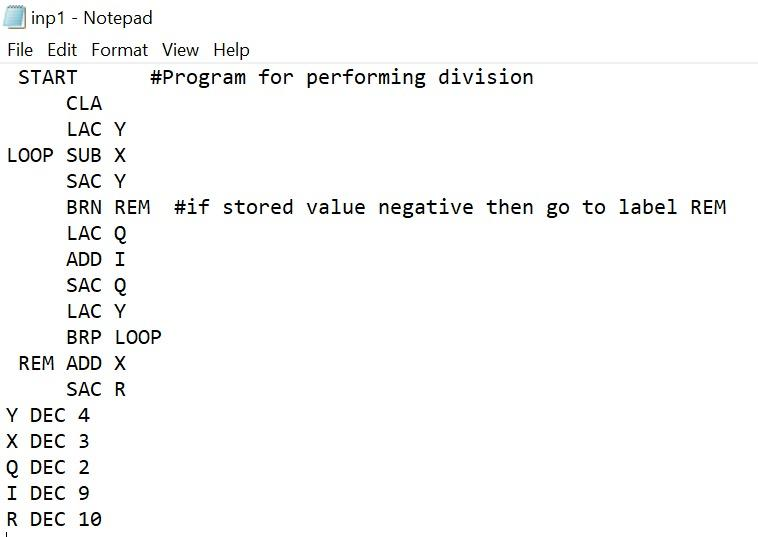 inp1 - Notepad
File Edit Format View Help
START #Program for performing division
CLA
LAC Y
LOOP SUB X
SAC Y
BRN REM #if stored value negative then go to label REM
LAC Q
ADD I
SAC Q
LAC Y
BRP LOOP
REM ADD X
SAC R
Y DEC 4
X DEC 3
Q DEC 2
I DEC 9
R DEC 10